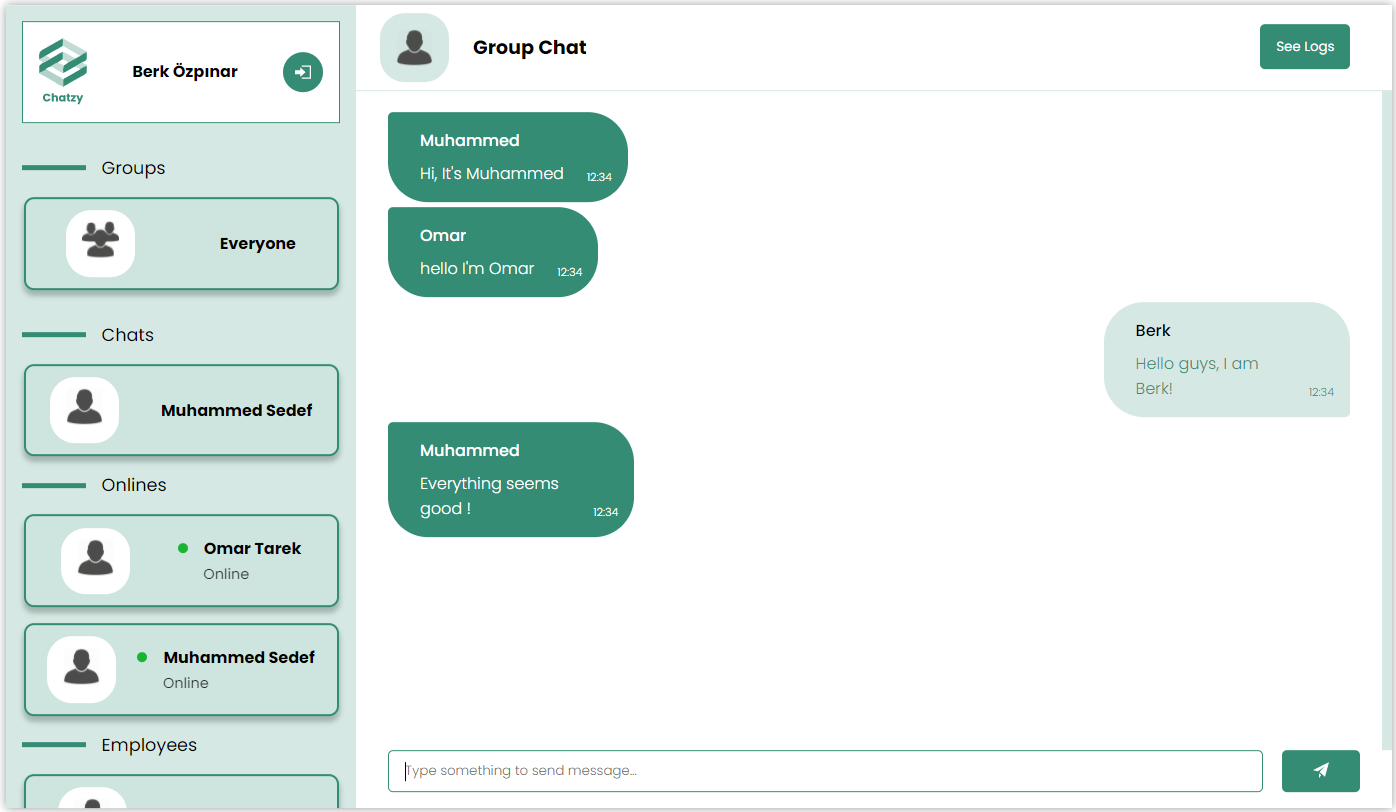 Chatzy
Berk Özpınar
Groups
Everyone
Chats
Muhammed Sedef
Onlines
Omar Tarek
Online
Muhammed Sedef
Online
Employees
Group Chat
See Logs
Muhammed
Hi, It's Muhammed 12:34
Omar
hello I'm Omar 12:34
Berk
Hello guys, I am
Berk! 12:34
Muhammed
Everything seems
good ! 12:34
Type something to send message...